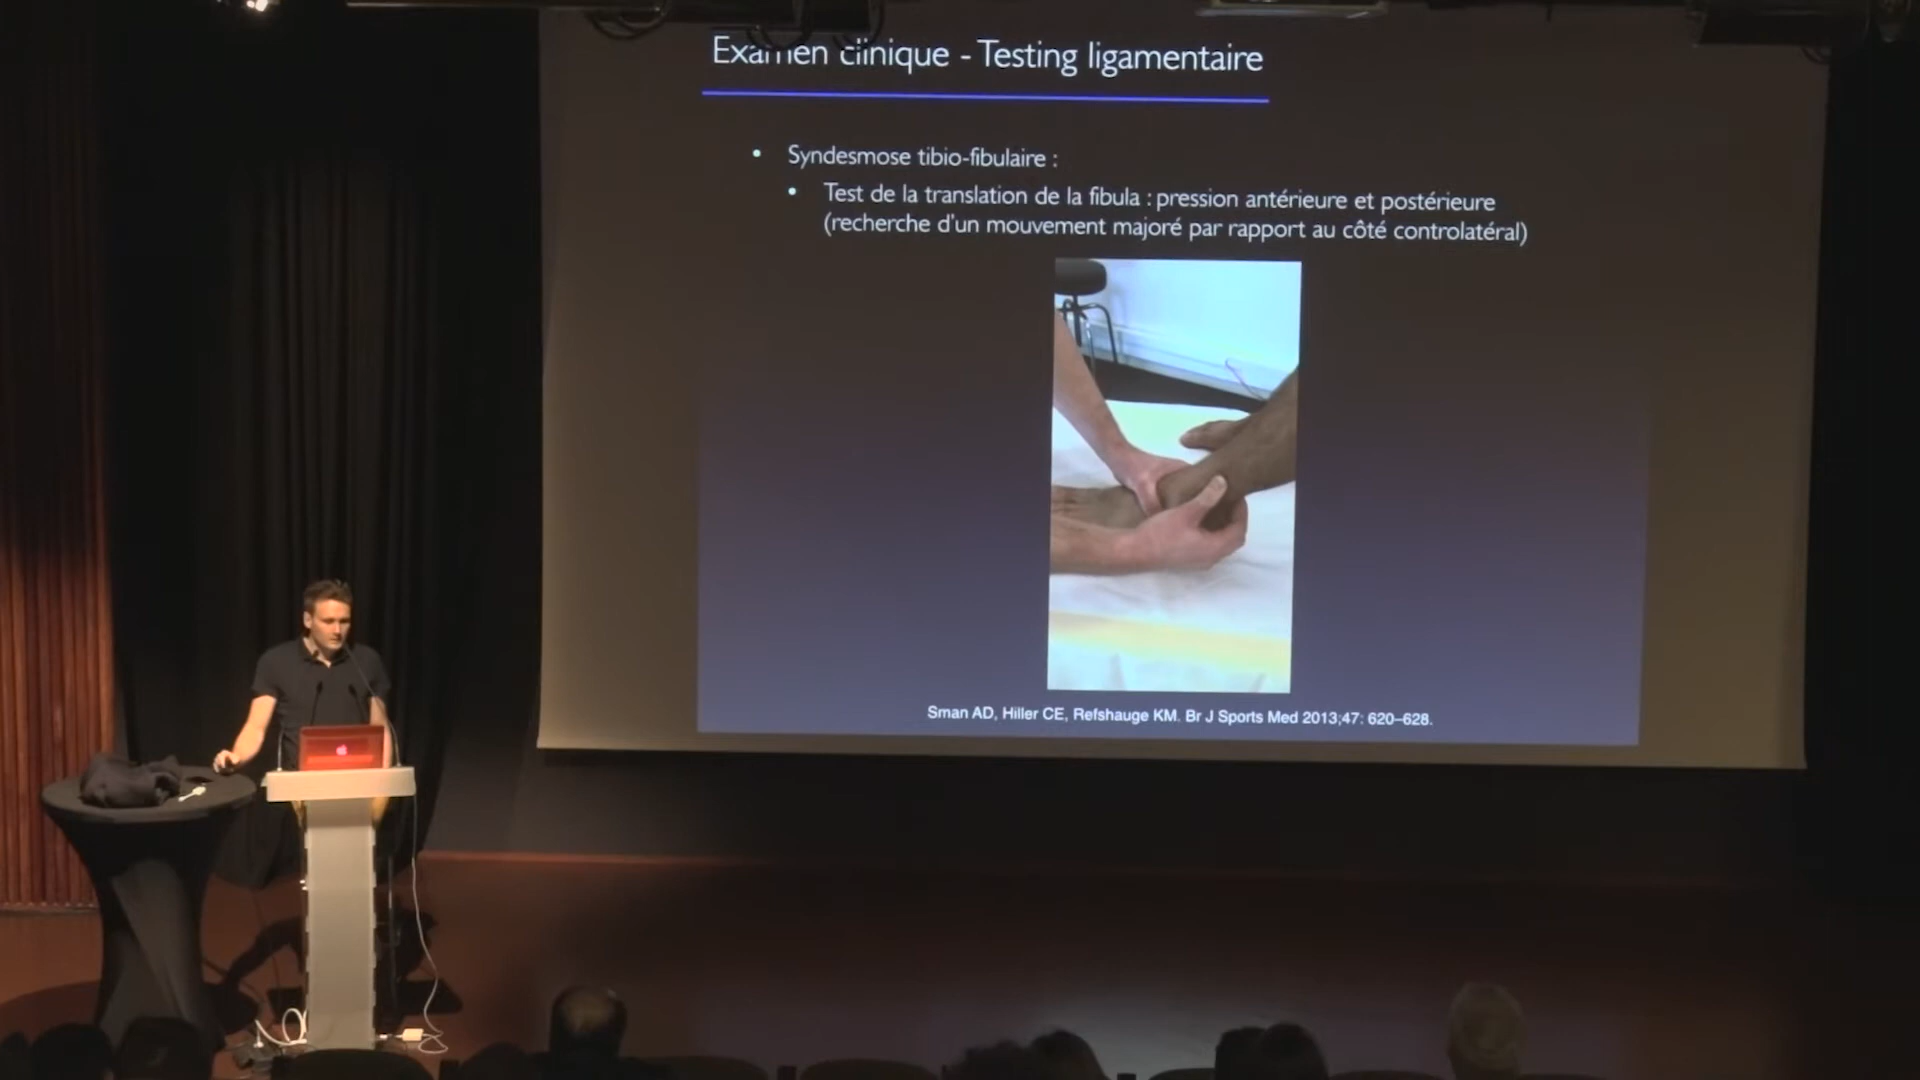 Examen clinique - Testing ligamentaire
• Syndesmose tibio-fibulaire :
• Test de la translation de la fibula : pression antérieure et postérieure
(recherche d'un mouvement majoré par rapport au côté controlatéral)
Sman AD, Hiller CE, Refshauge KM. Br J Sports Med 2013;47: 620–628.